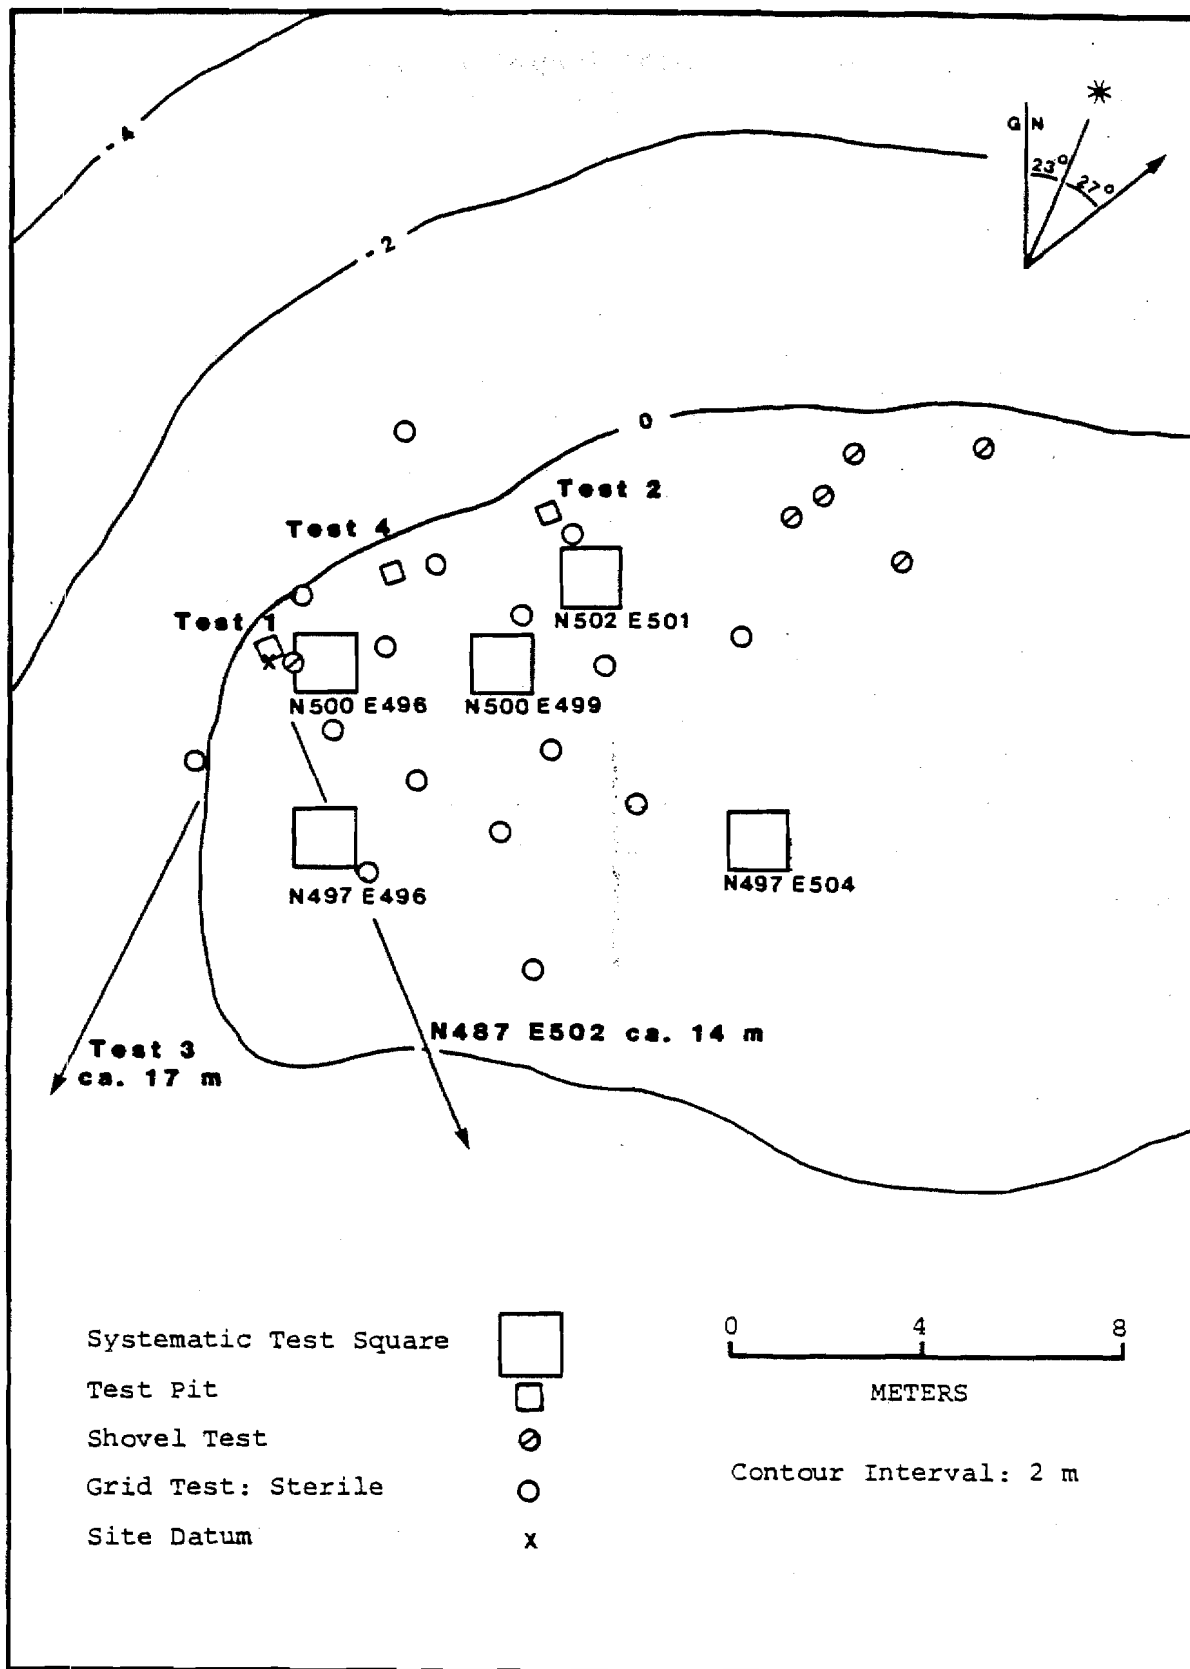 - 4
G N
23°
27°
- 2
0
Test 2
Test 4
Test 1
x
N502 E501
N500 E496
N500 E499
N497 E496
N497 E504
N487 E502 ca. 14 m
Test 3
ca. 17 m
Systematic Test Square
Test Pit
Shovel Test
Grid Test: Sterile
Site Datum
x
0 4 8
METERS
Contour Interval: 2 m